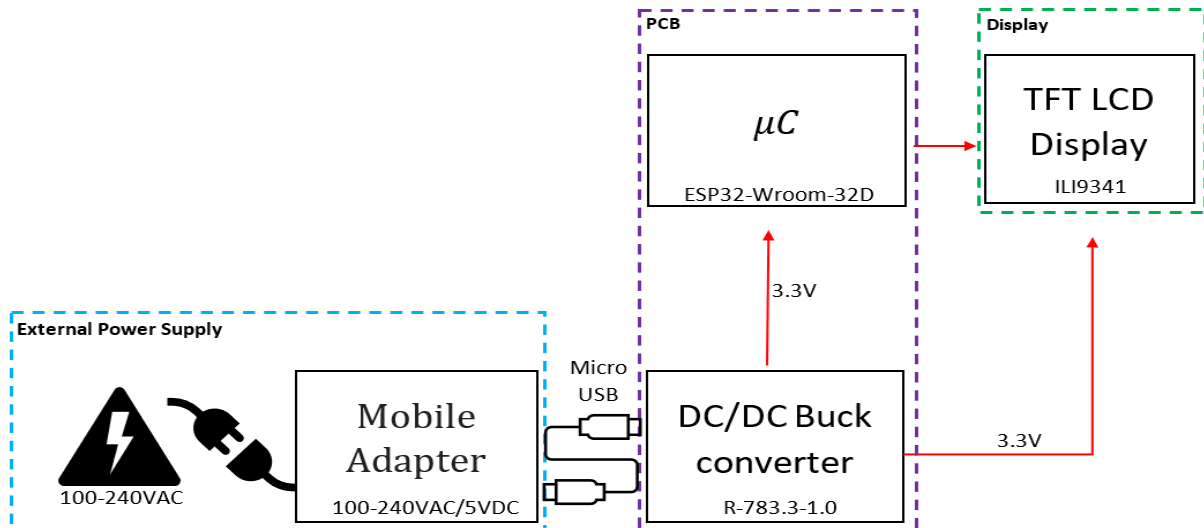 PCB
μC
ESP32-Wroom-32D
Display
TFT LCD
Display
ILI9341
3.3V
External Power Supply
100-240VAC
Mobile
Adapter
100-240VAC/5VDC
Micro
USB
DC/DC Buck
converter
R-783.3-1.0
3.3V